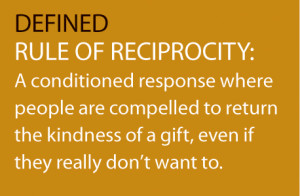 DEFINED
RULE OF RECIPROCITY:
A conditioned response where
people are compelled to return
the kindness of a gift, even if
they really don’t want to.